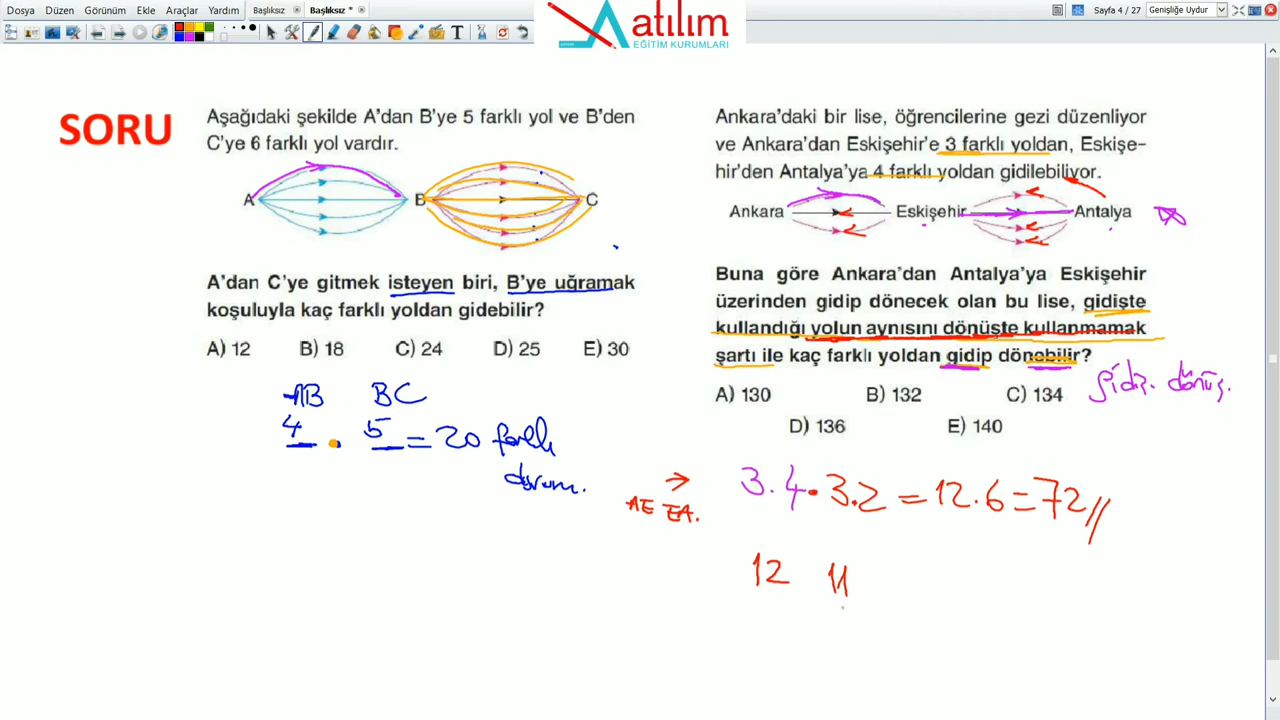 Dosya Düzen Görünüm Ekle Araçlar Yardım
Başlıksız
Başlıksız *
Sayfa 4 / 27
Genişliğe Uydur
atılım
EĞİTİM KURUMLARI
SORU
Aşağıdaki şekilde A'dan B'ye 5 farklı yol ve B'den
C'ye 6 farklı yol vardır.
A B C
A'dan C'ye gitmek isteyen biri, B'ye uğramak
koşuluyla kaç farklı yoldan gidebilir?
A) 12 B) 18 C) 24 D) 25 E) 30
AB BC
4 . 5 = 20 farklı
durum.
Ankara'daki bir lise, öğrencilerine gezi düzenliyor
ve Ankara'dan Eskişehir'e 3 farklı yoldan, Eskişe-
hir'den Antalya'ya 4 farklı yoldan gidilebiliyor.
Ankara Eskişehir Antalya
Buna göre Ankara'dan Antalya'ya Eskişehir
üzerinden gidip dönecek olan bu lise, gidişte
kullandığı yolun aynısını dönüşte kullanmamak
şartı ile kaç farklı yoldan gidip dönebilir?
A) 130 B) 132 C) 134
D) 136 E) 140
gidiş. dönüş.
AE EA.
3.4.3.2 = 12.6 = 72//
12 11